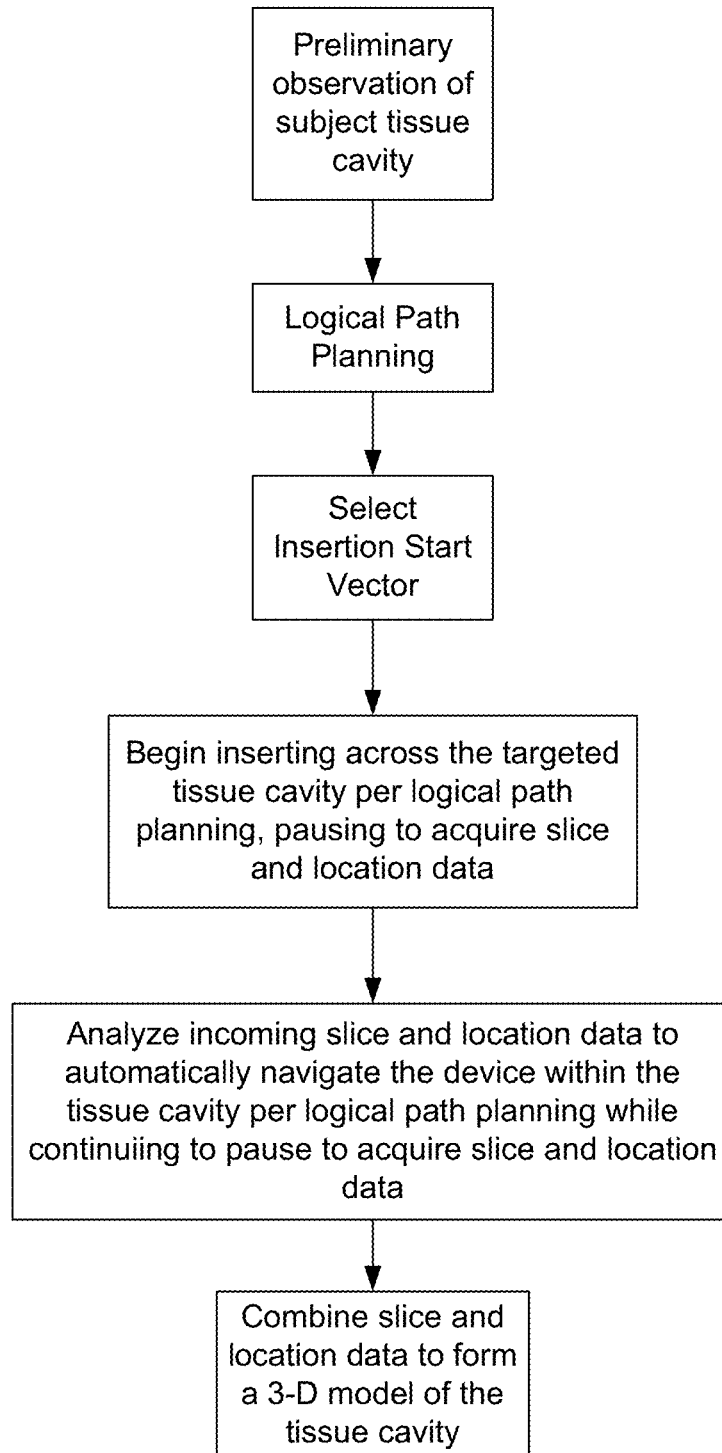 Preliminary
observation of
subject tissue
cavity
Logical Path
Planning
Select
Insertion Start
Vector
Begin inserting across the targeted
tissue cavity per logical path
planning, pausing to acquire slice
and location data
Analyze incoming slice and location data to
automatically navigate the device within the
tissue cavity per logical path planning while
continuiing to pause to acquire slice and location
data
Combine slice and
location data to form
a 3-D model of the
tissue cavity